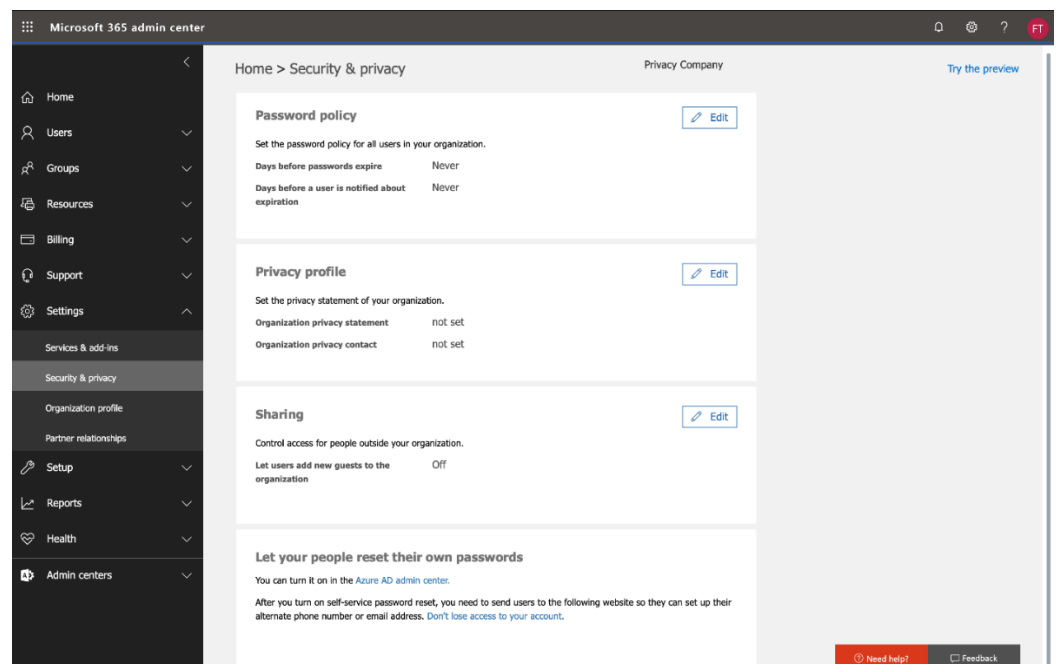 Microsoft 365 admin center
?
FT
Home
Users
Groups
Resources
Billing
Support
Settings
Services & add-ins
Security & privacy
Organization profile
Partner relationships
Setup
Reports
Health
Admin centers
Home > Security & privacy
Privacy Company
Try the preview
Password policy
Edit
Set the password policy for all users in your organization.
Days before passwords expire Never
Days before a user is notified about Never
expiration
Privacy profile
Edit
Set the privacy statement of your organization.
Organization privacy statement not set
Organization privacy contact not set
Sharing
Edit
Control access for people outside your organization.
Let users add new guests to the Off
organization
Let your people reset their own passwords
You can turn it on in the Azure AD admin center.
After you turn on self-service password reset, you need to send users to the following website so they can set up their
alternate phone number or email address. Don't lose access to your account.
Need help?
Feedback